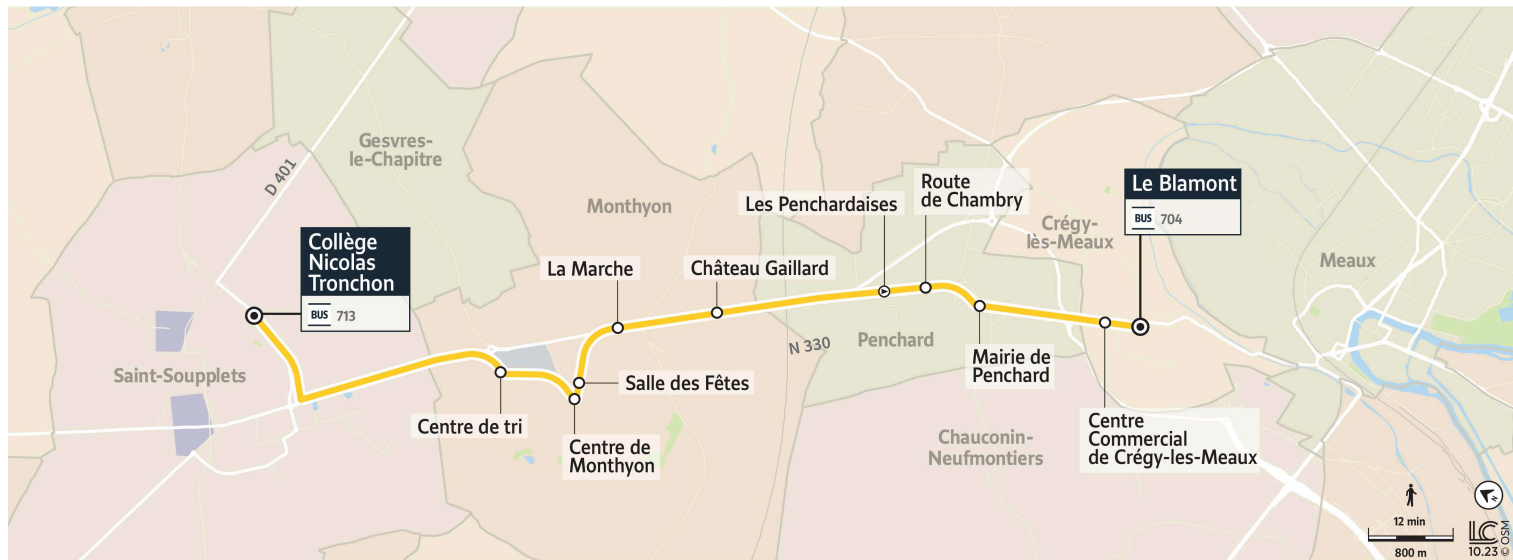 Gesvres-
le-Chapitre
D 401
Monthyon
Collège
Nicolas
Tronchon
BUS 713
Saint-Soupplets
La Marche
Château Gaillard
Les Penchardaises
Route
de Chambry
Crégy-
lès-Meaux
Le Blamont
BUS 704
Meaux
N 330
Penchard
Centre de tri
Salle des Fêtes
Centre de
Monthyon
Mairie de
Penchard
Centre
Commercial
de Crégy-les-Meaux
Chauconin-
Neufmontiers
12 min
800 m
N
LC
10.23
© OSM